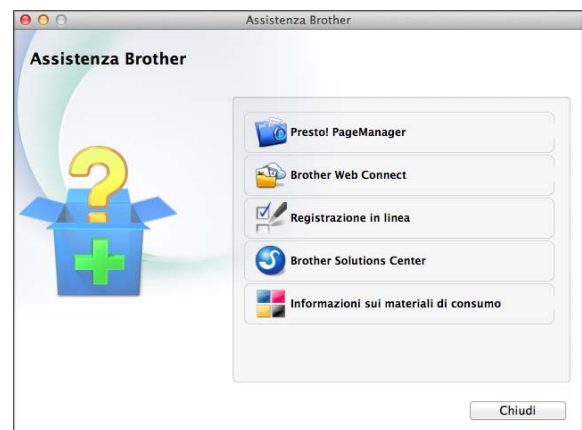 Assistenza Brother
Assistenza Brother
Presto! PageManager
Brother Web Connect
Registrazione in linea
Brother Solutions Center
Informazioni sui materiali di consumo
Chiudi